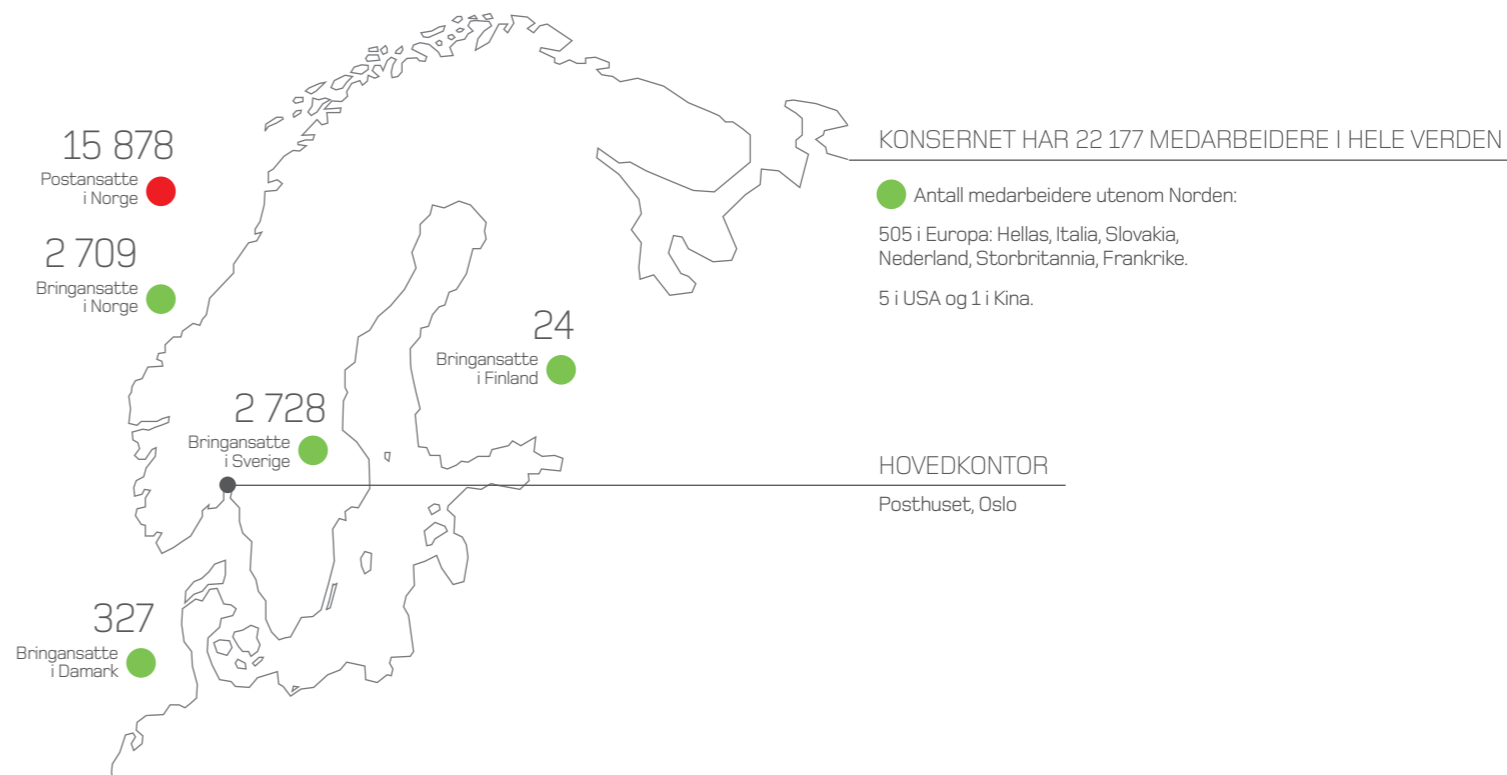 15 878
Postansatte
i Norge
2 709
Bringansatte
i Norge
24
Bringansatte
i Finland
2 728
Bringansatte
i Sverige
327
Bringansatte
i Damark
KONSERNET HAR 22 177 MEDARBEIDERE I HELE VERDEN
Antall medarbeidere utenom Norden:
505 i Europa: Hellas, Italia, Slovakia,
Nederland, Storbritannia, Frankrike.
5 i USA og 1 i Kina.
HOVEDKONTOR
Posthuset, Oslo